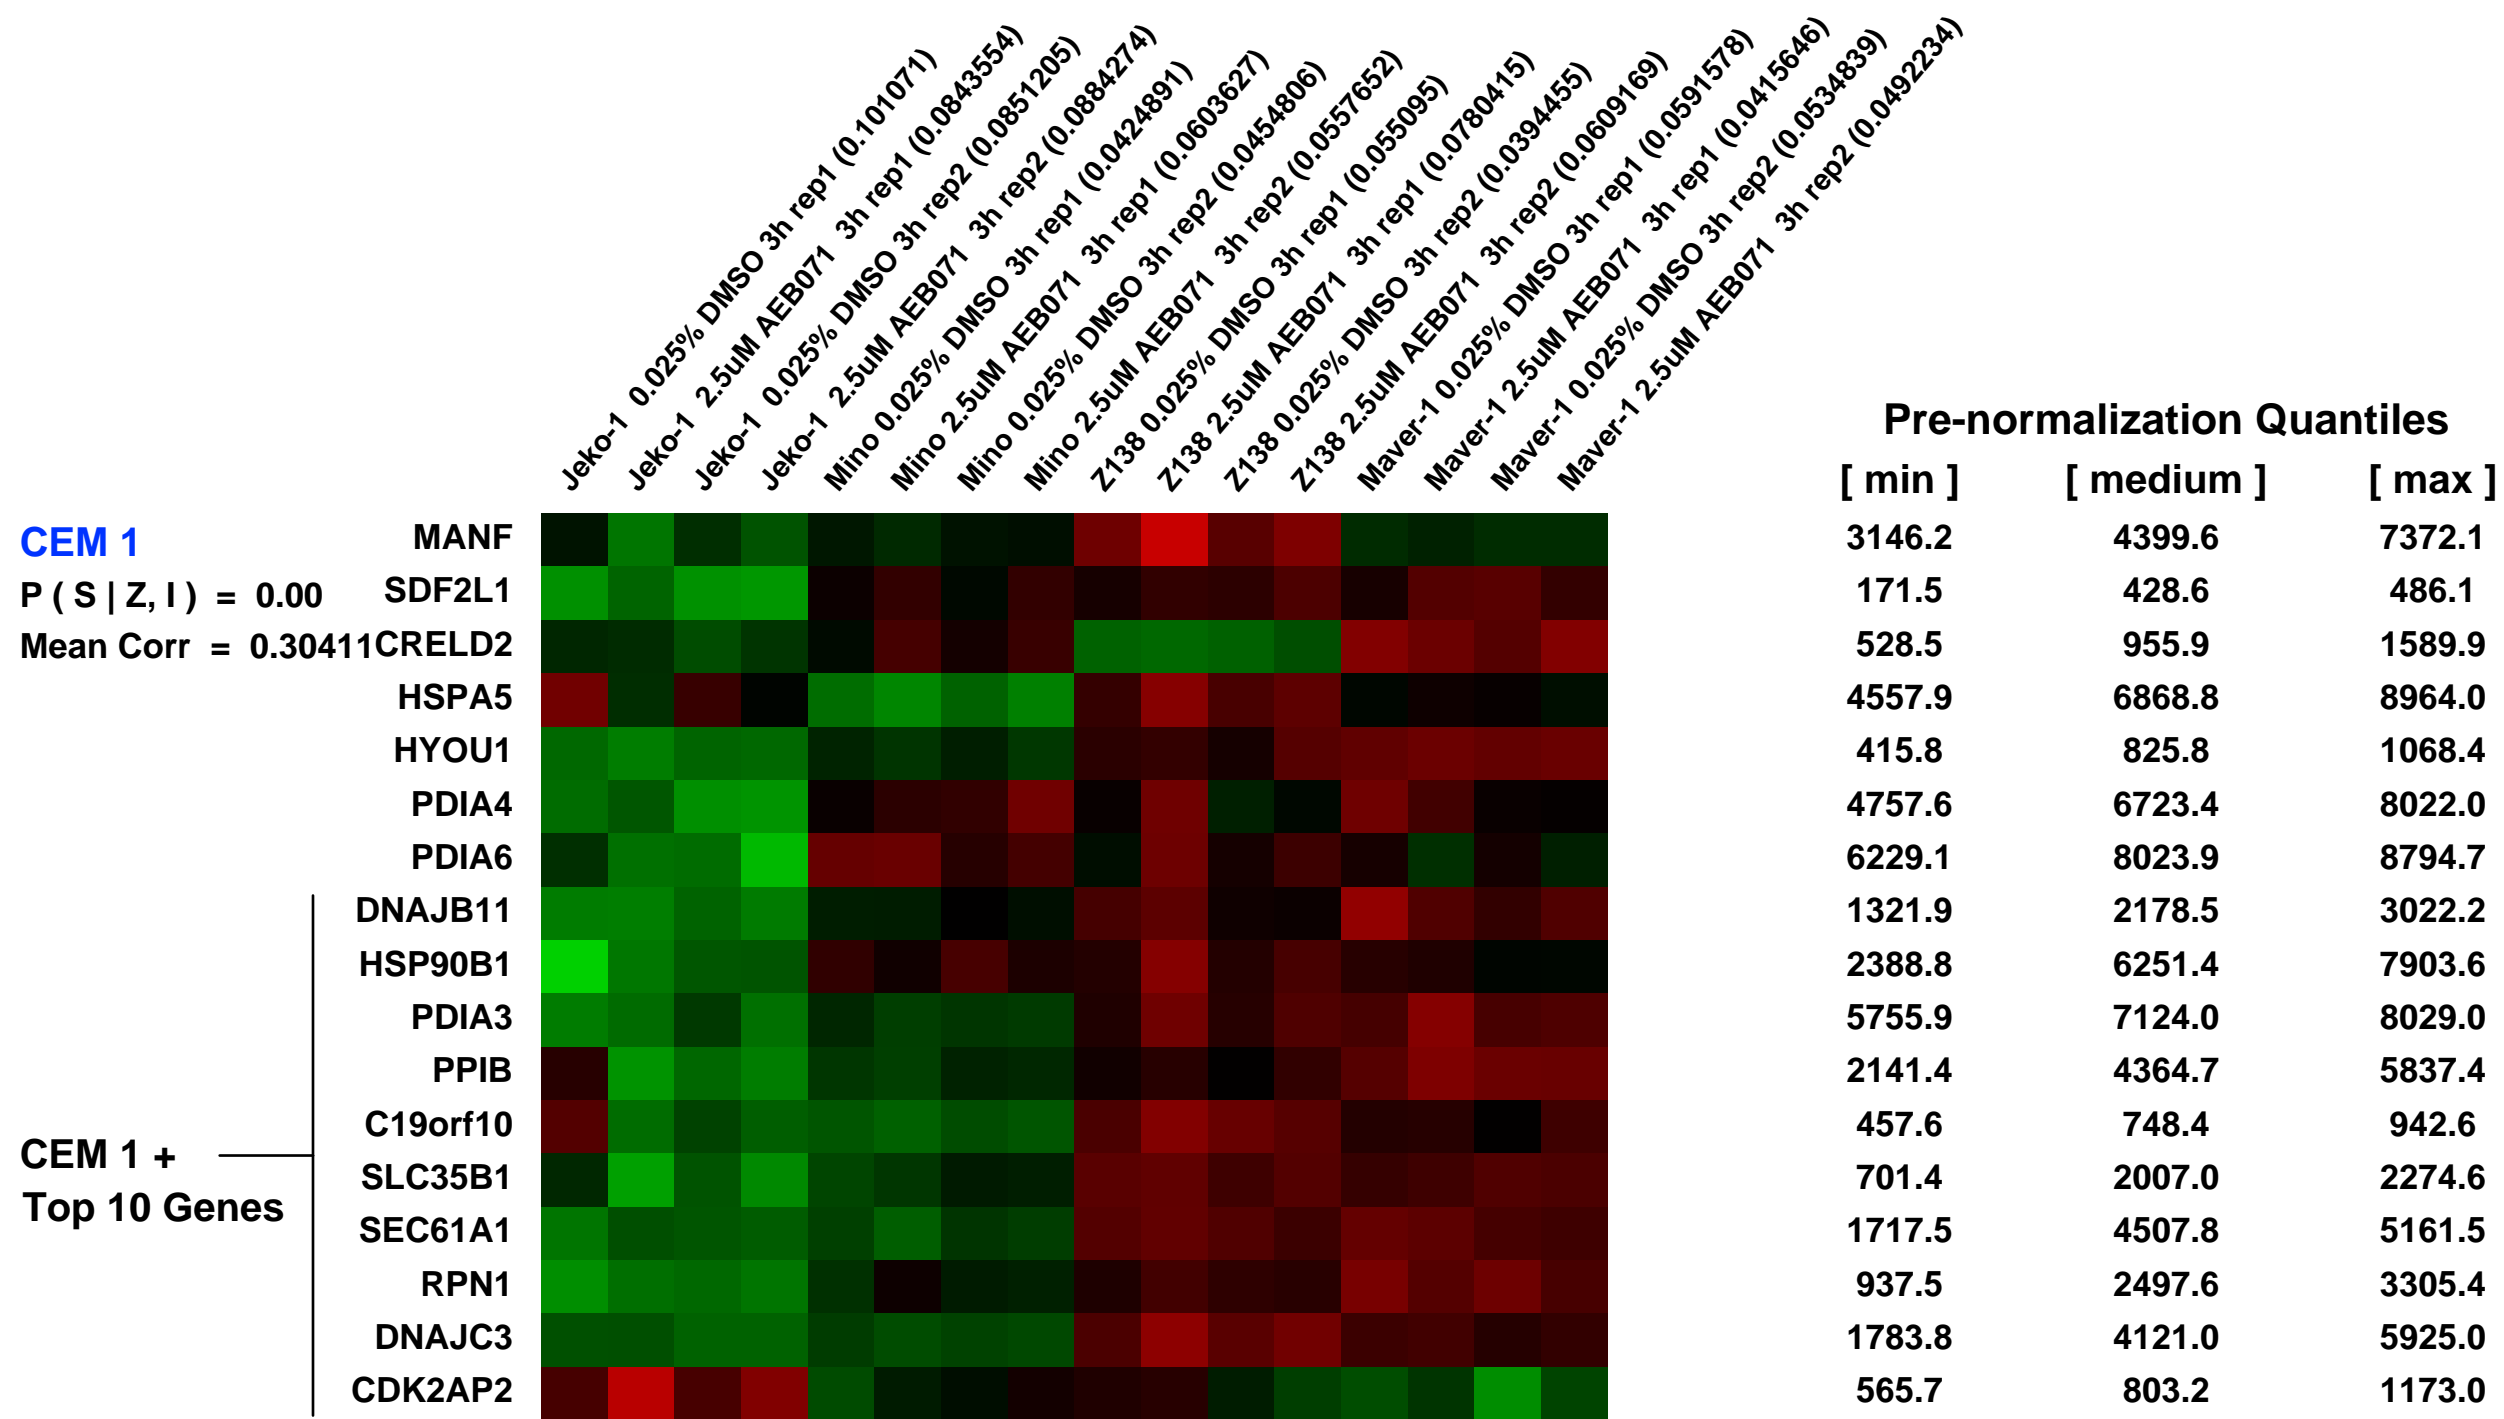 Jeko-1  0.025% DMSO 3h rep1 (0.101071)
Jeko-1  2.5uM AEB071  3h rep1 (0.0843554)
Jeko-1  0.025% DMSO 3h rep2 (0.0851205)
Jeko-1  2.5uM AEB071  3h rep2 (0.0884274)
Mino 0.025% DMSO 3h rep1 (0.0424891)
Mino 2.5uM AEB071  3h rep1 (0.0603627)
Mino 0.025% DMSO 3h rep2 (0.0454806)
Mino 2.5uM AEB071  3h rep2 (0.0557652)
Z138 0.025% DMSO 3h rep1 (0.055095)
Z138 2.5uM AEB071  3h rep1 (0.0780415)
Z138 0.025% DMSO 3h rep2 (0.0394455)
Z138 2.5uM AEB071  3h rep2 (0.0609169)
Maver-1 0.025% DMSO 3h rep1 (0.0591578)
Maver-1 2.5uM AEB071  3h rep1 (0.0415646)
Maver-1 0.025% DMSO 3h rep2 (0.0534839)
Maver-1 2.5uM AEB071  3h rep2 (0.0492234)
Pre-normalization Quantiles
[ min ] [ medium ] [ max ]
CEM 1 MANF 3146.2 4399.6 7372.1
P ( S | Z, I ) = 0.00 SDF2L1 171.5 428.6 486.1
Mean Corr = 0.30411 CRELD2 528.5 955.9 1589.9
HSPA5 4557.9 6868.8 8964.0
HYOU1 415.8 825.8 1068.4
PDIA4 4757.6 6723.4 8022.0
PDIA6 6229.1 8023.9 8794.7
DNAJB11 1321.9 2178.5 3022.2
HSP90B1 2388.8 6251.4 7903.6
PDIA3 5755.9 7124.0 8029.0
PPIB 2141.4 4364.7 5837.4
C19orf10 457.6 748.4 942.6
CEM 1 +
SLC35B1 701.4 2007.0 2274.6
Top 10 Genes
SEC61A1 1717.5 4507.8 5161.5
RPN1 937.5 2497.6 3305.4
DNAJC3 1783.8 4121.0 5925.0
CDK2AP2 565.7 803.2 1173.0